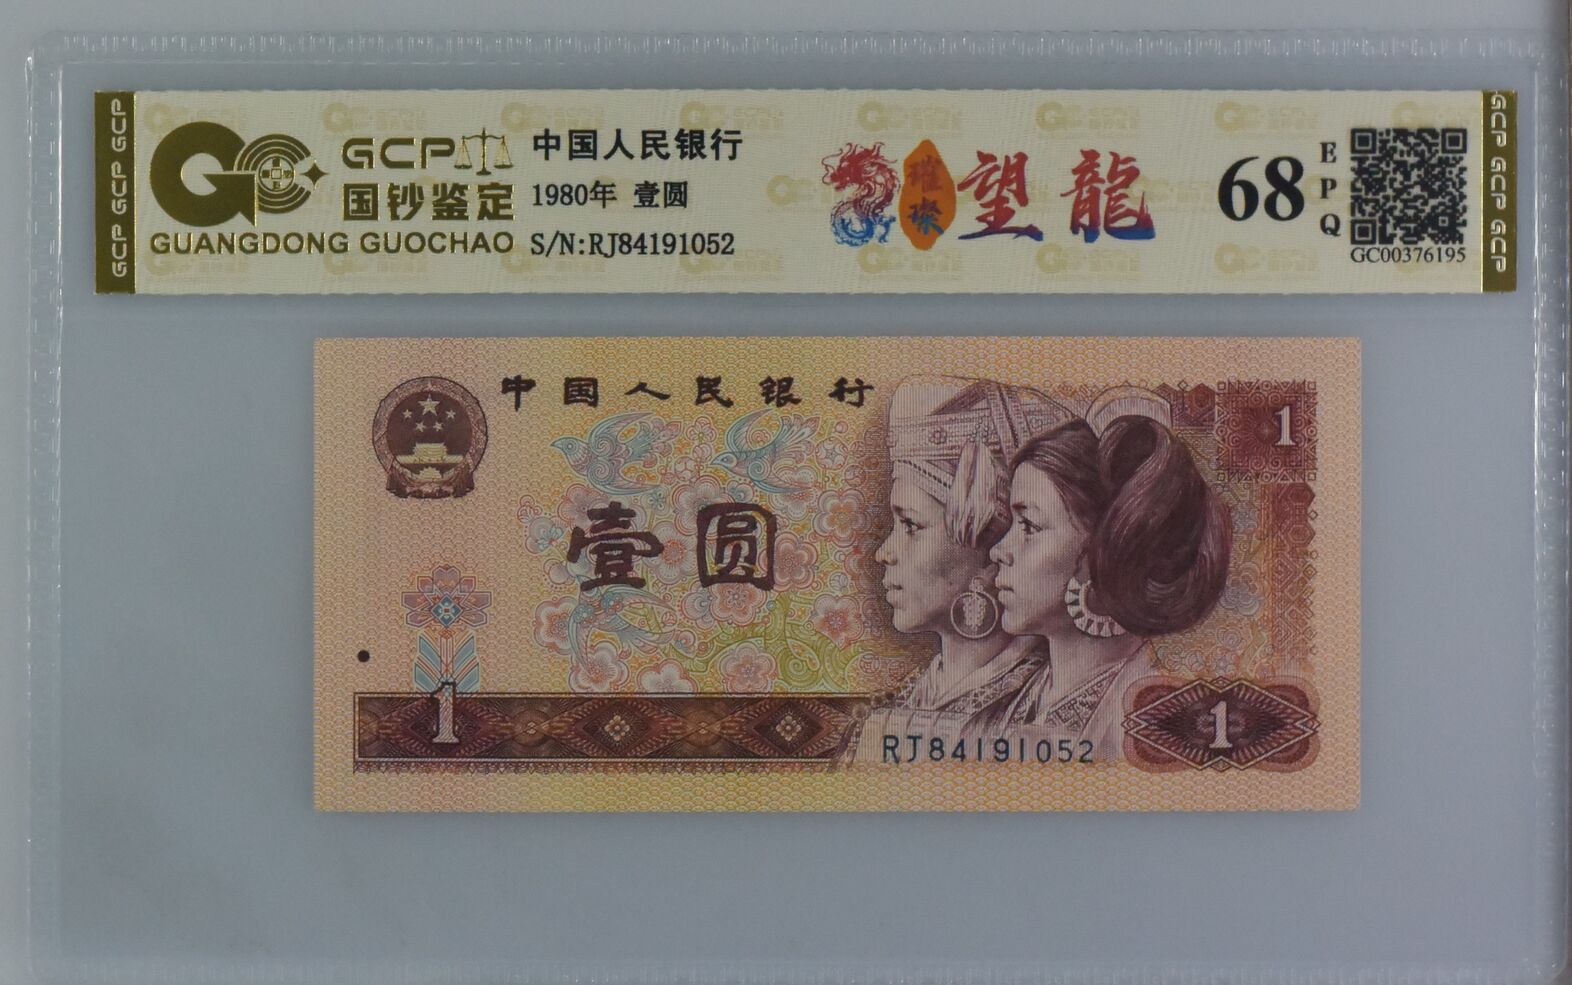 GCP GCP GCP
GC
GCP
国钞鉴定
GUANGDONG GUOCHAO
中国人民银行
1980年 壹圆
S/N:RJ84191052
璀璨
望龍
68
EPQ
GC00376195
GCP GCP GCP
中国人民银行
1
壹圆
1
RJ84191052
1